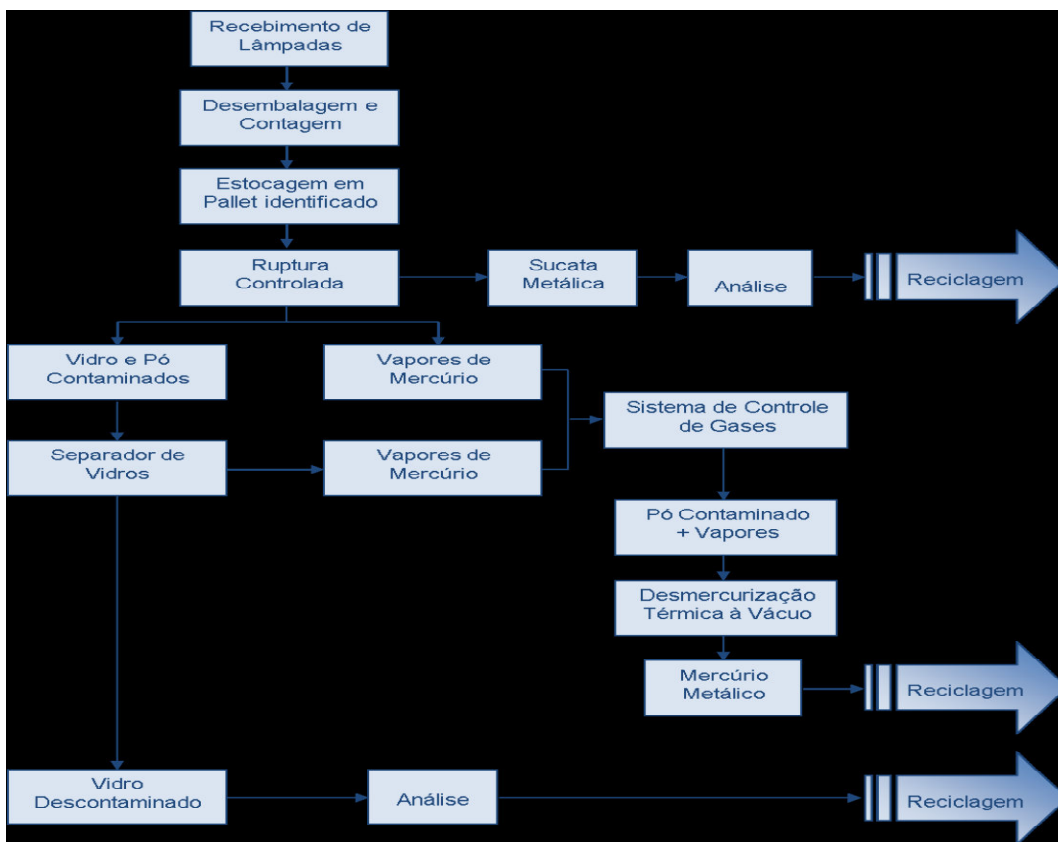 Recebimento de
Lâmpadas
Desembalagem e
Contagem
Estocagem em
Pallet identificado
Ruptura
Controlada
Sucata
Metálica
Análise
Reciclagem
Vidro e Pó
Contaminados
Vapores de
Mercúrio
Sistema de Controle
de Gases
Separador de
Vidros
Vapores de
Mercúrio
Pó Contaminado
+ Vapores
Desmercurização
Térmica à Vácuo
Mercúrio
Metálico
Reciclagem
Vidro
Descontaminado
Análise
Reciclagem